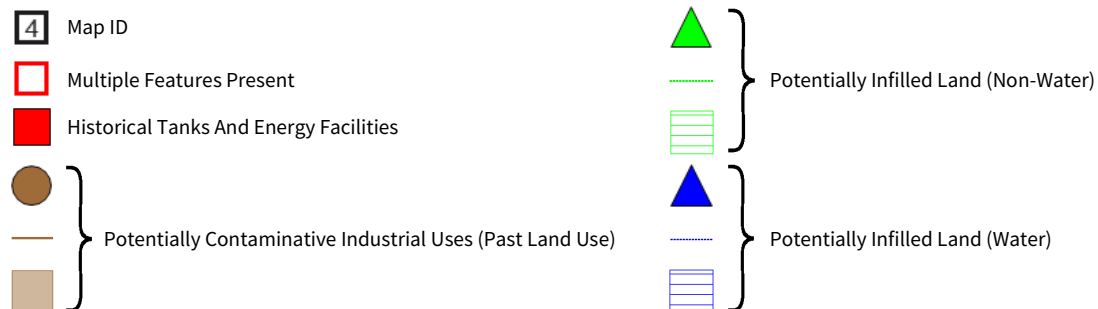 4 Map ID
Multiple Features Present
Historical Tanks And Energy Facilities
Potentially Contaminative Industrial Uses (Past Land Use)
Potentially Infilled Land (Non-Water)
Potentially Infilled Land (Water)